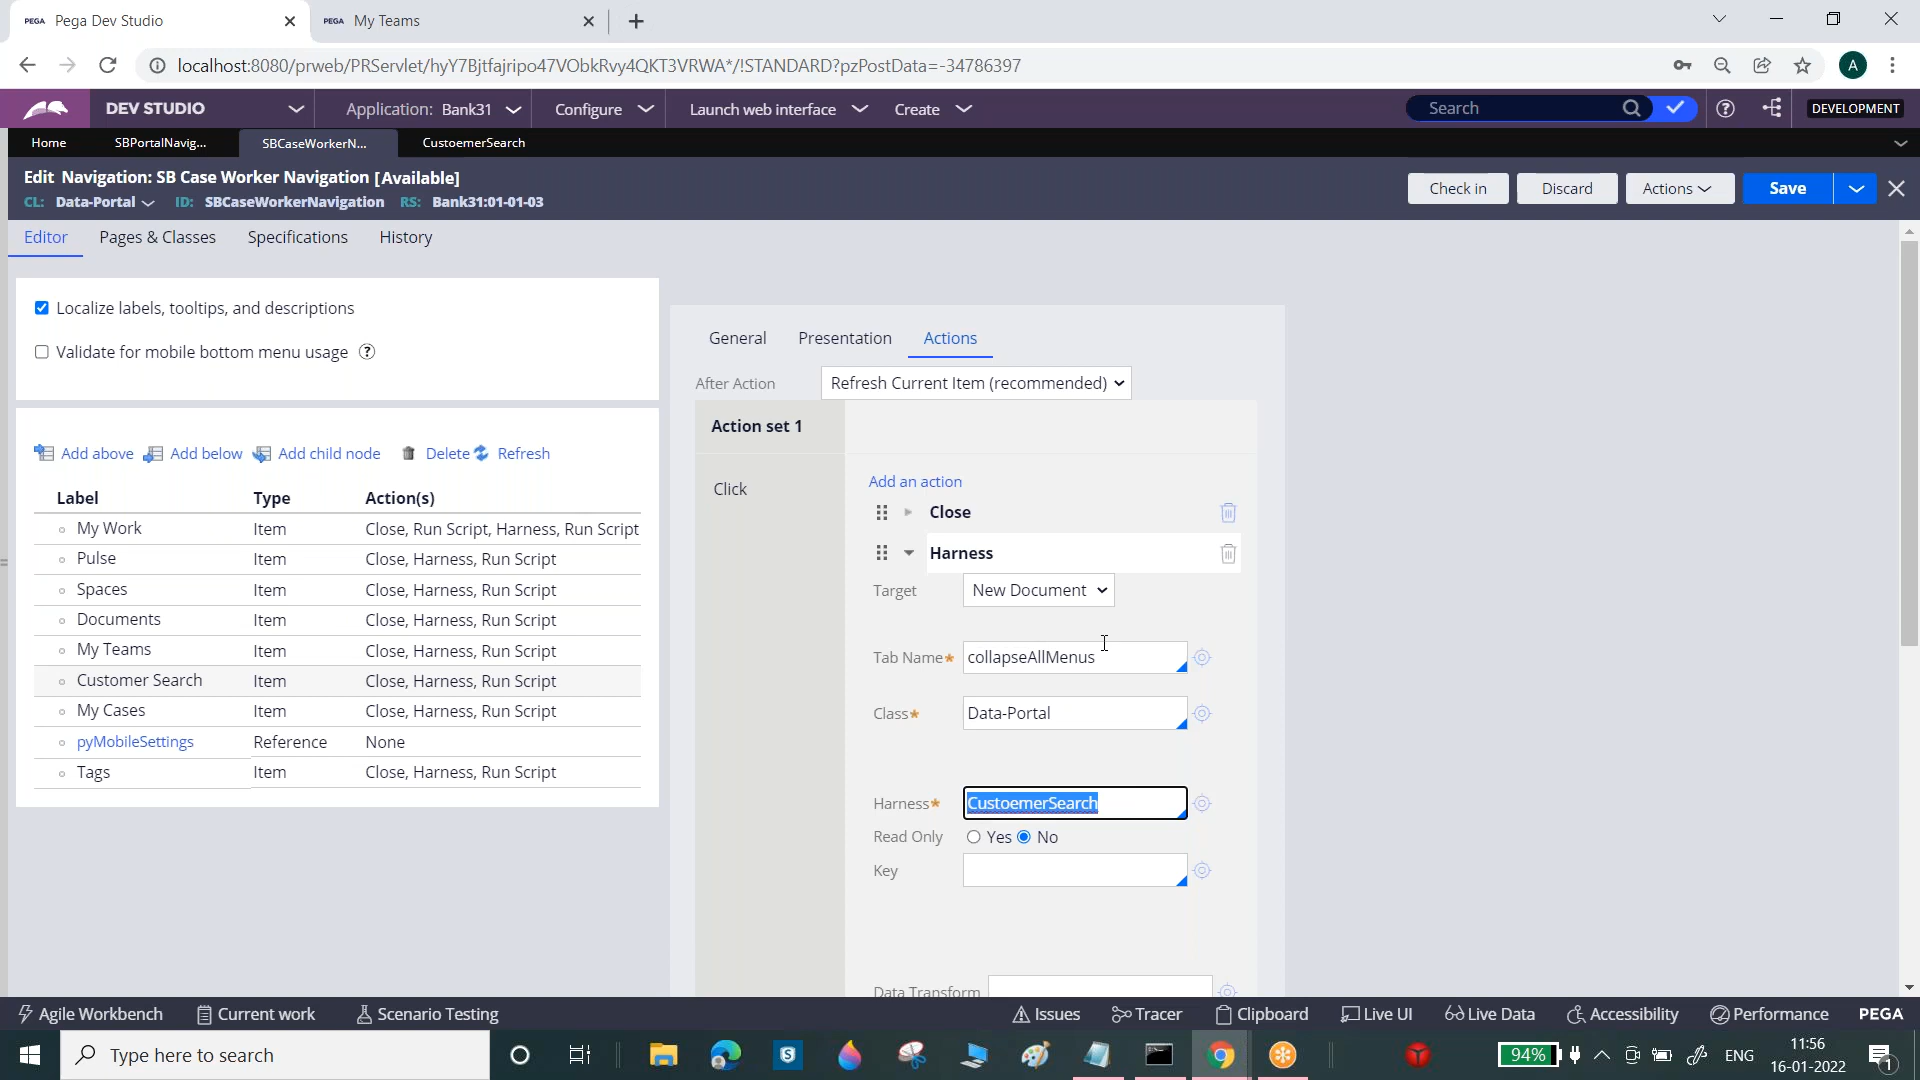 PEGA Pega Dev Studio
PEGA My Teams
localhost:8080/prweb/PRServlet/hyY7Bjtfajripo47VObkRvy4QKT3VRWA*/!STANDARD?pzPostData=-34786397
A
DEV STUDIO
Application: Bank31
Configure
Launch web interface
Create
Search
DEVELOPMENT
Home
SBPortalNavig...
SBCaseWorkerN...
CustoemerSearch
Edit Navigation: SB Case Worker Navigation [Available]
CL: Data-Portal ID: SBCaseWorkerNavigation RS: Bank31:01-01-03
Check in
Discard
Actions
Save
Editor
Pages & Classes
Specifications
History
Localize labels, tooltips, and descriptions
Validate for mobile bottom menu usage ?
Add above Add below Add child node Delete Refresh
Label Type Action(s)
My Work Item Close, Run Script, Harness, Run Script
Pulse Item Close, Harness, Run Script
Spaces Item Close, Harness, Run Script
Documents Item Close, Harness, Run Script
My Teams Item Close, Harness, Run Script
Customer Search Item Close, Harness, Run Script
My Cases Item Close, Harness, Run Script
pyMobileSettings Reference None
Tags Item Close, Harness, Run Script
General
Presentation
Actions
After Action Refresh Current Item (recommended)
Action set 1
Click
Add an action
Close
Harness
Target New Document
Tab Name* collapseAllMenus
Class* Data-Portal
Harness* CustoemerSearch
Read Only Yes No
Key
Data Transform
Agile Workbench
Current work
Scenario Testing
Issues
Tracer
Clipboard
Live UI
Live Data
Accessibility
Performance
PEGA
Type here to search
94%
ENG
11:56
16-01-2022
1